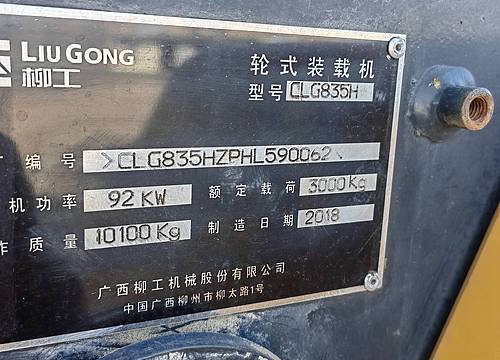 LIUGONG
柳工
轮式装载机
型号 CLG835H
编号 >CLG835HZPHL590062<
机功率 92KW 额定载荷 3000Kg
作质量 10100Kg 制造日期 2018
广西柳工机械股份有限公司
中国广西柳州市柳太路1号